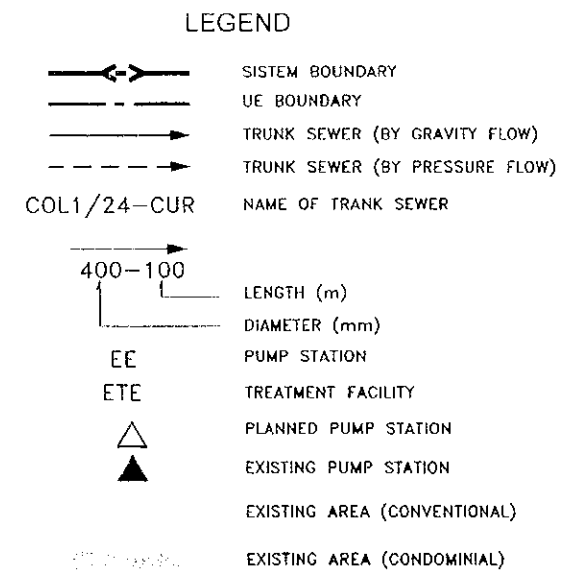 LEGEND
SISTEM BOUNDARY
UE BOUNDARY
TRUNK SEWER (BY GRAVITY FLOW)
TRUNK SEWER (BY PRESSURE FLOW)
COL1/24-CUR NAME OF TRANK SEWER
400-100
LENGTH (m)
DIAMETER (mm)
EE PUMP STATION
ETE TREATMENT FACILITY
PLANNED PUMP STATION
EXISTING PUMP STATION
EXISTING AREA (CONVENTIONAL)
EXISTING AREA (CONDOMINIAL)